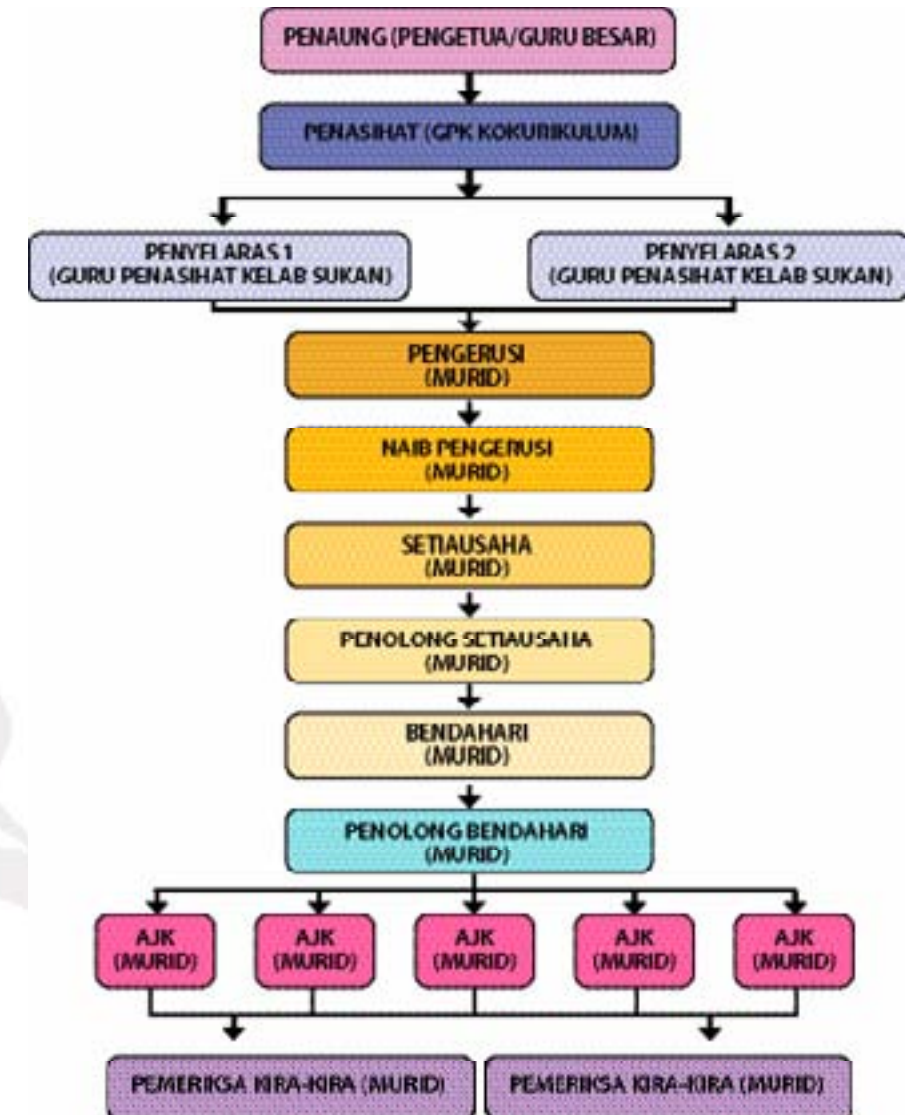 PENAUNG (PENGETUA/GURU BESAR)
PENASIHAT (GPK KOKURIKULUM)
PENYELARAS 1
(GURU PENASIHAT KELAB SUKAN)
PENYELARAS 2
(GURU PENASIHAT KELAB SUKAN)
PENGERUSI
(MURID)
NAIB PENGERUSI
(MURID)
SETIAUSAHA
(MURID)
PENOLONG SETIAUSAHA
(MURID)
BENDAHARI
(MURID)
PENOLONG BENDAHARI
(MURID)
AJK
(MURID)
AJK
(MURID)
AJK
(MURID)
AJK
(MURID)
AJK
(MURID)
PEMERIKSA KIRA-KIRA (MURID)
PEMERIKSA KIRA-KIRA (MURID)